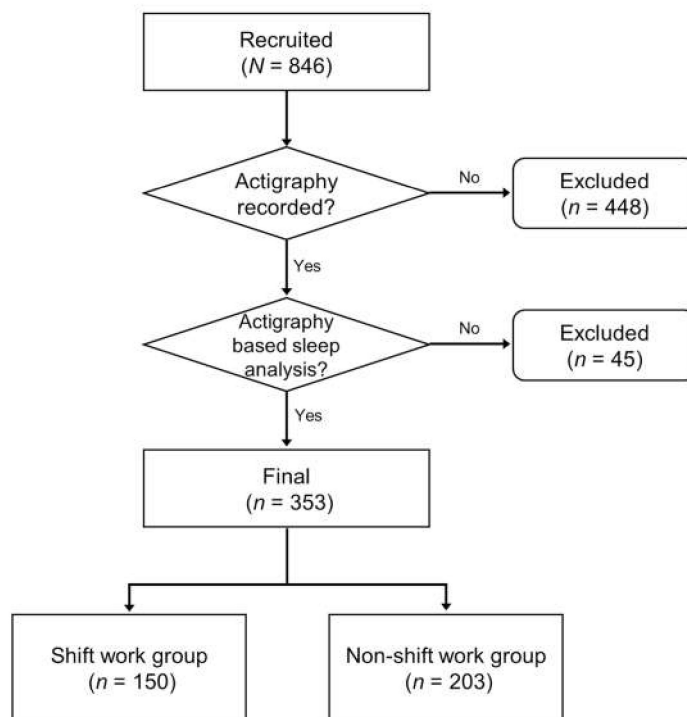 Recruited
(N = 846)
Actigraphy
recorded?
No
Excluded
(n = 448)
Yes
Actigraphy
based sleep
analysis?
No
Excluded
(n = 45)
Yes
Final
(n = 353)
Shift work group
(n = 150)
Non-shift work group
(n = 203)